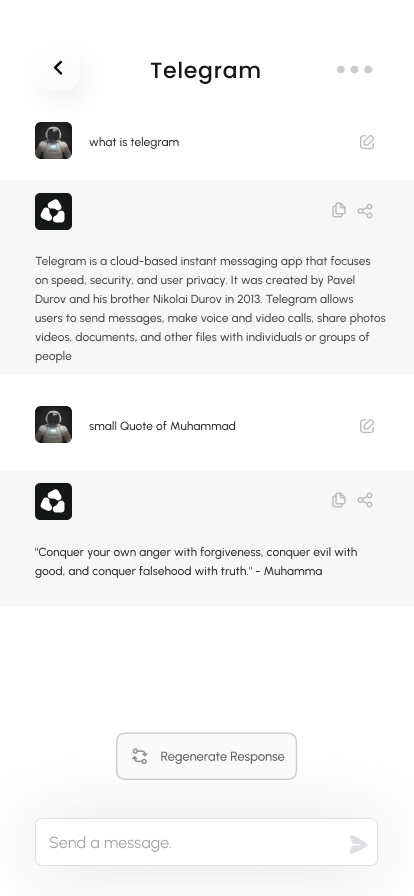 Telegram
what is telegram
Telegram is a cloud-based instant messaging app that focuses
on speed, security, and user privacy. It was created by Pavel
Durov and his brother Nikolai Durov in 2013. Telegram allows
users to send messages, make voice and video calls, share photos
videos, documents, and other files with individuals or groups of
people
small Quote of Muhammad
"Conquer your own anger with forgiveness, conquer evil with
good, and conquer falsehood with truth." - Muhamma
Regenerate Response
Send a message.